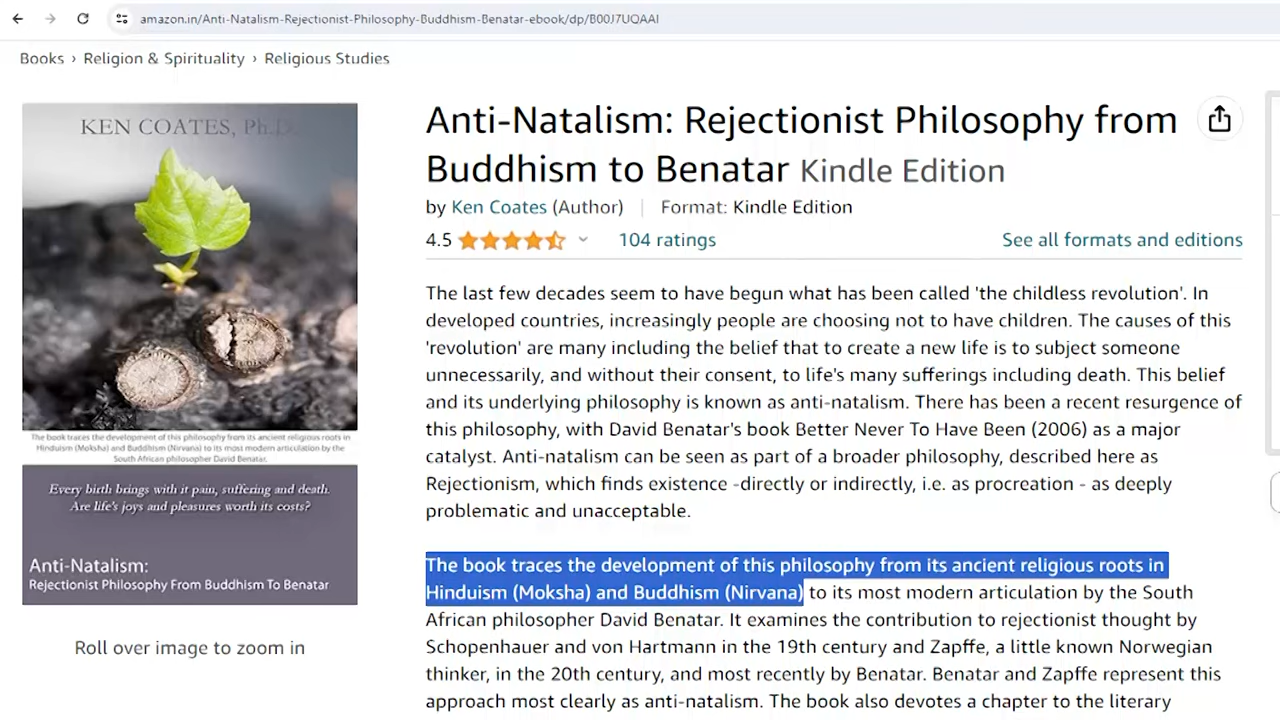 amazon.in/Anti-Natalism-Rejectionist-Philosophy-Buddhism-Benatar-ebook/dp/B00J7UQAAI
Books › Religion & Spirituality › Religious Studies
KEN COATES, Ph.D.
The book traces the development of this philosophy from its ancient religious roots in
Hinduism (Moksha) and Buddhism (Nirvana) to its most modern articulation by the
South African philosopher David Benatar.
Every birth brings with it pain, suffering and death.
Are life's joys and pleasures worth its costs?
Anti-Natalism:
Rejectionist Philosophy From Buddhism To Benatar
Roll over image to zoom in
Anti-Natalism: Rejectionist Philosophy from
Buddhism to Benatar Kindle Edition
by Ken Coates (Author) | Format: Kindle Edition
4.5 104 ratings See all formats and editions
The last few decades seem to have begun what has been called 'the childless revolution'. In
developed countries, increasingly people are choosing not to have children. The causes of this
'revolution' are many including the belief that to create a new life is to subject someone
unnecessarily, and without their consent, to life's many sufferings including death. This belief
and its underlying philosophy is known as anti-natalism. There has been a recent resurgence of
this philosophy, with David Benatar's book Better Never To Have Been (2006) as a major
catalyst. Anti-natalism can be seen as part of a broader philosophy, described here as
Rejectionism, which finds existence -directly or indirectly, i.e. as procreation - as deeply
problematic and unacceptable.
The book traces the development of this philosophy from its ancient religious roots in
Hinduism (Moksha) and Buddhism (Nirvana) to its most modern articulation by the South
African philosopher David Benatar. It examines the contribution to rejectionist thought by
Schopenhauer and von Hartmann in the 19th century and Zapffe, a little known Norwegian
thinker, in the 20th century, and most recently by Benatar. Benatar and Zapffe represent this
approach most clearly as anti-natalism. The book also devotes a chapter to the literary